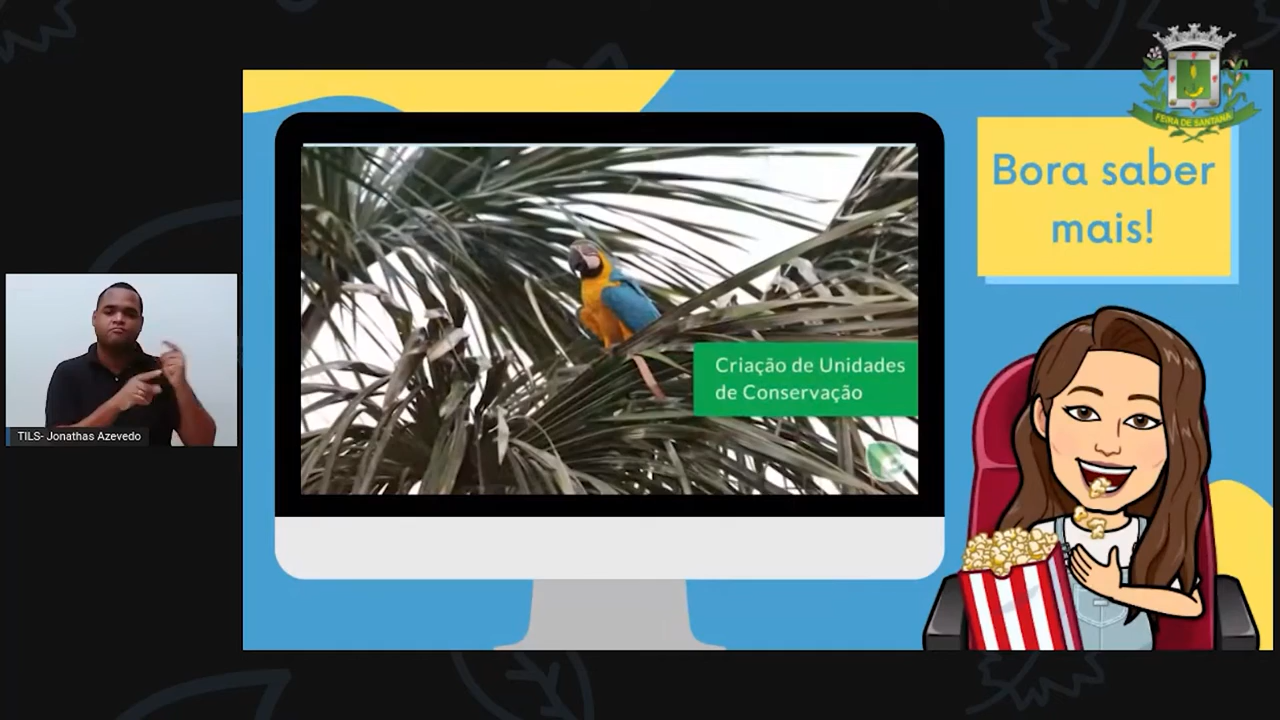 FEIRA DE SANTANA
Bora saber
mais!
Criação de Unidades
de Conservação
TILS- Jonathas Azevedo